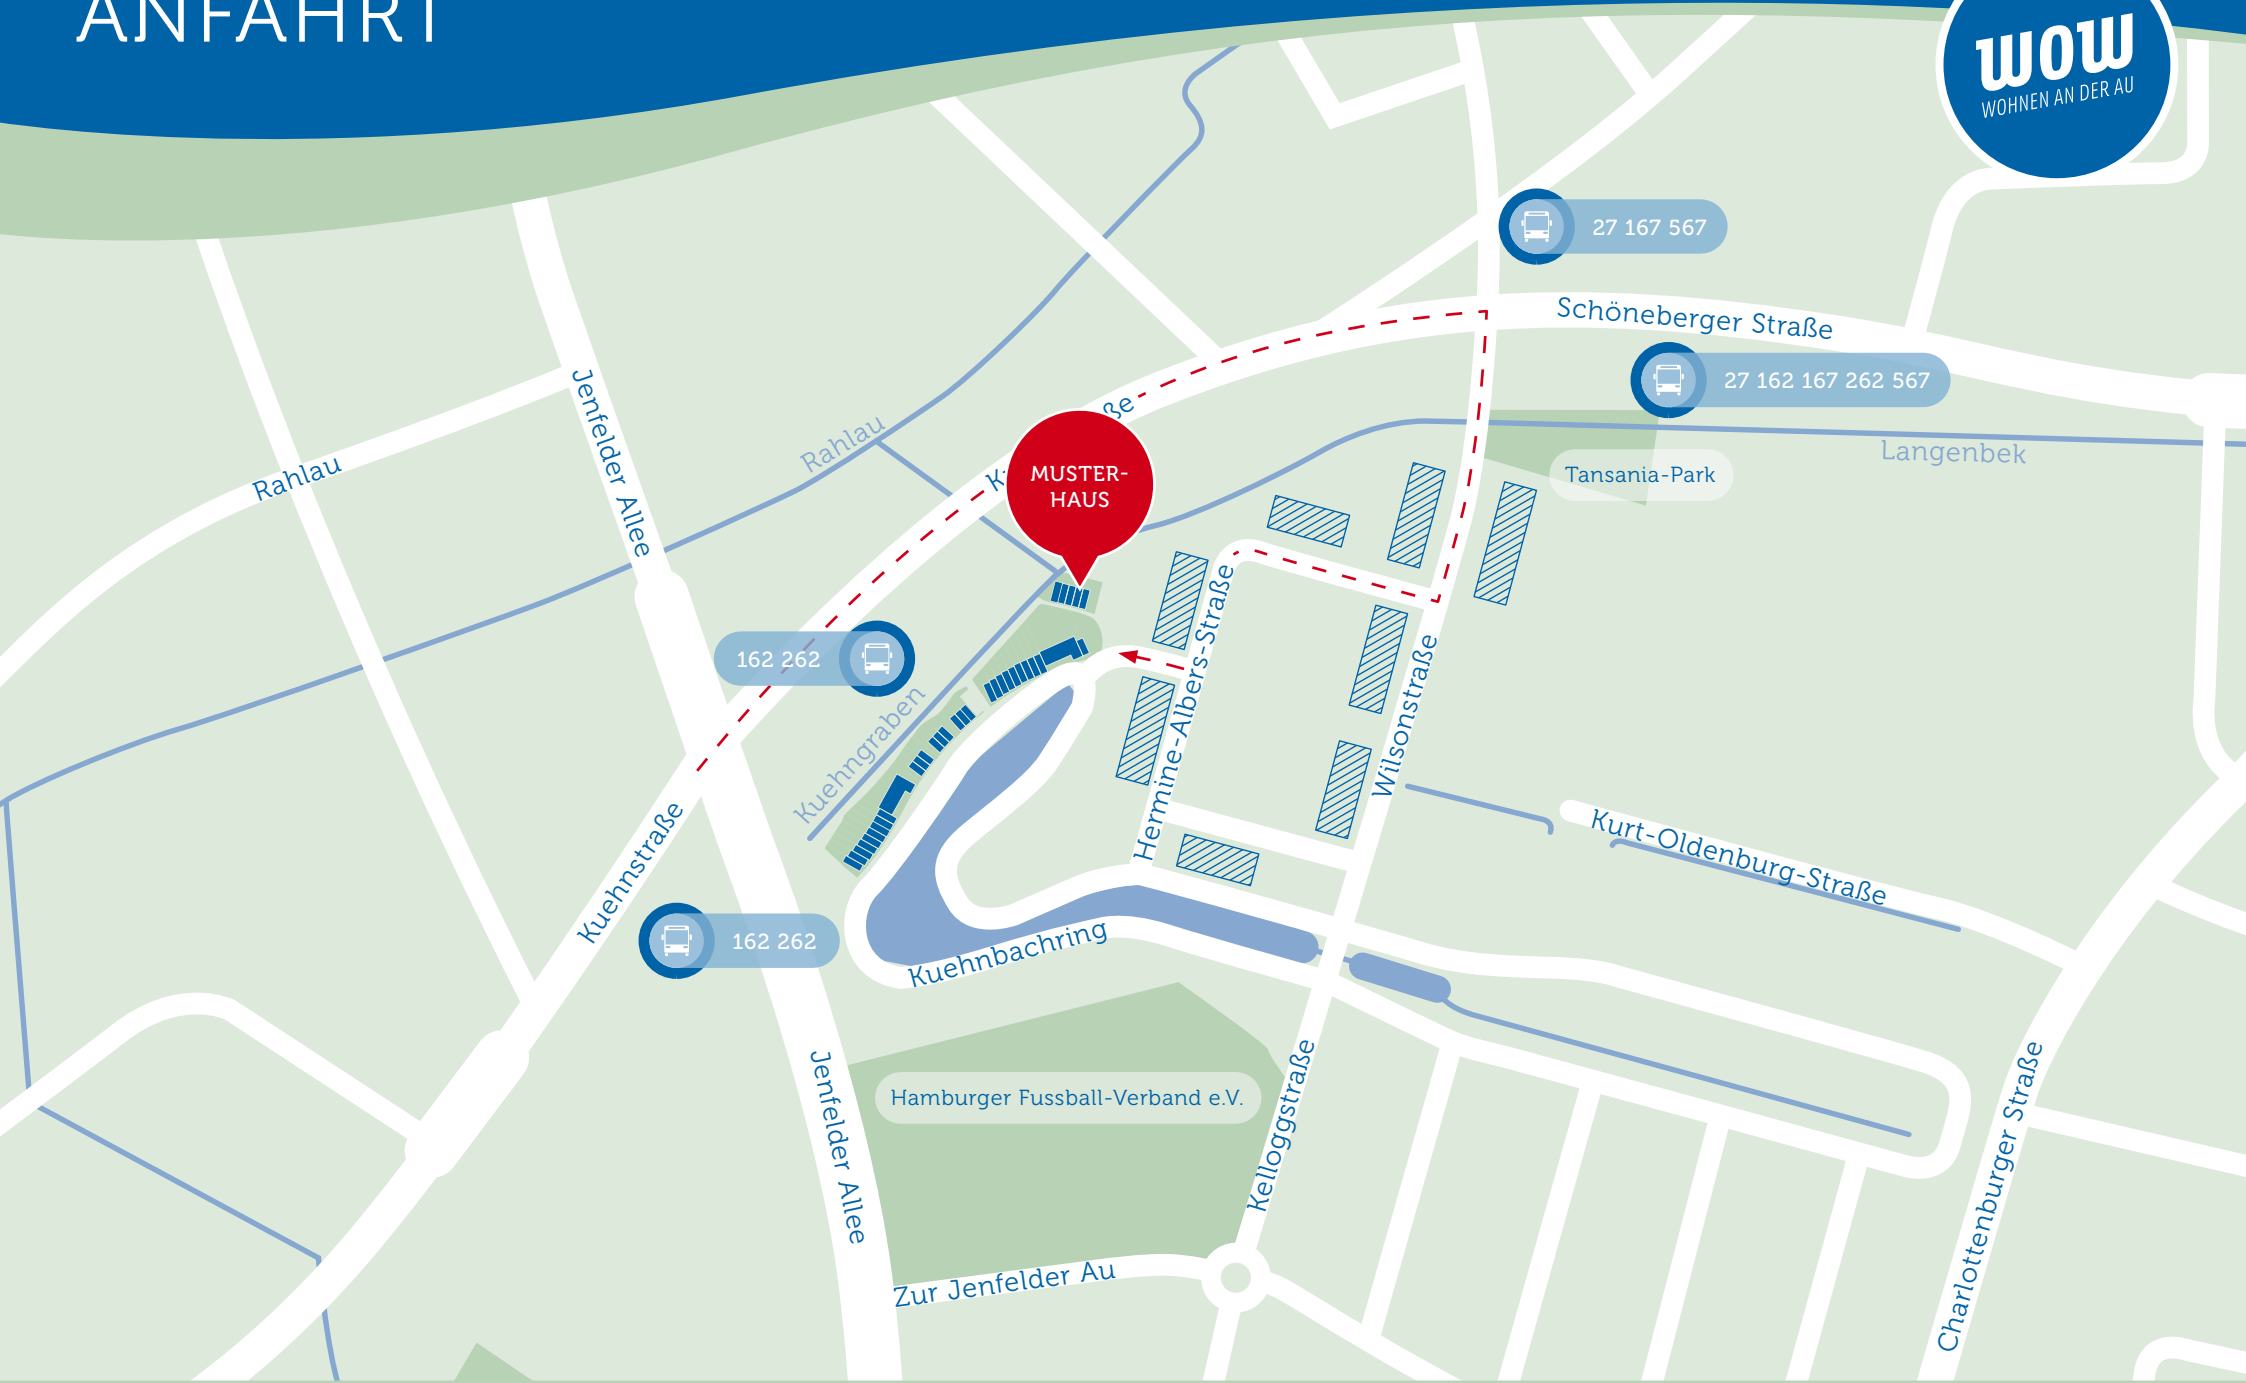 ANFAHRT
WOW
WOHNEN AN DER AU
27 167 567
Schöneberger Straße
27 162 167 262 567
Langenbek
Tansania-Park
Jenfelder Allee
Rahlau
Rahlau
MUSTER-
HAUS
162 262
Kuehngraben
Hermine-Albers-Straße
Wilsonstraße
Kuehnstraße
Kurt-Oldenburg-Straße
162 262
Kuehnbachring
Hamburger Fussball-Verband e.V.
Jenfelder Allee
Kelloggstraße
Charlottenburger Straße
Zur Jenfelder Au